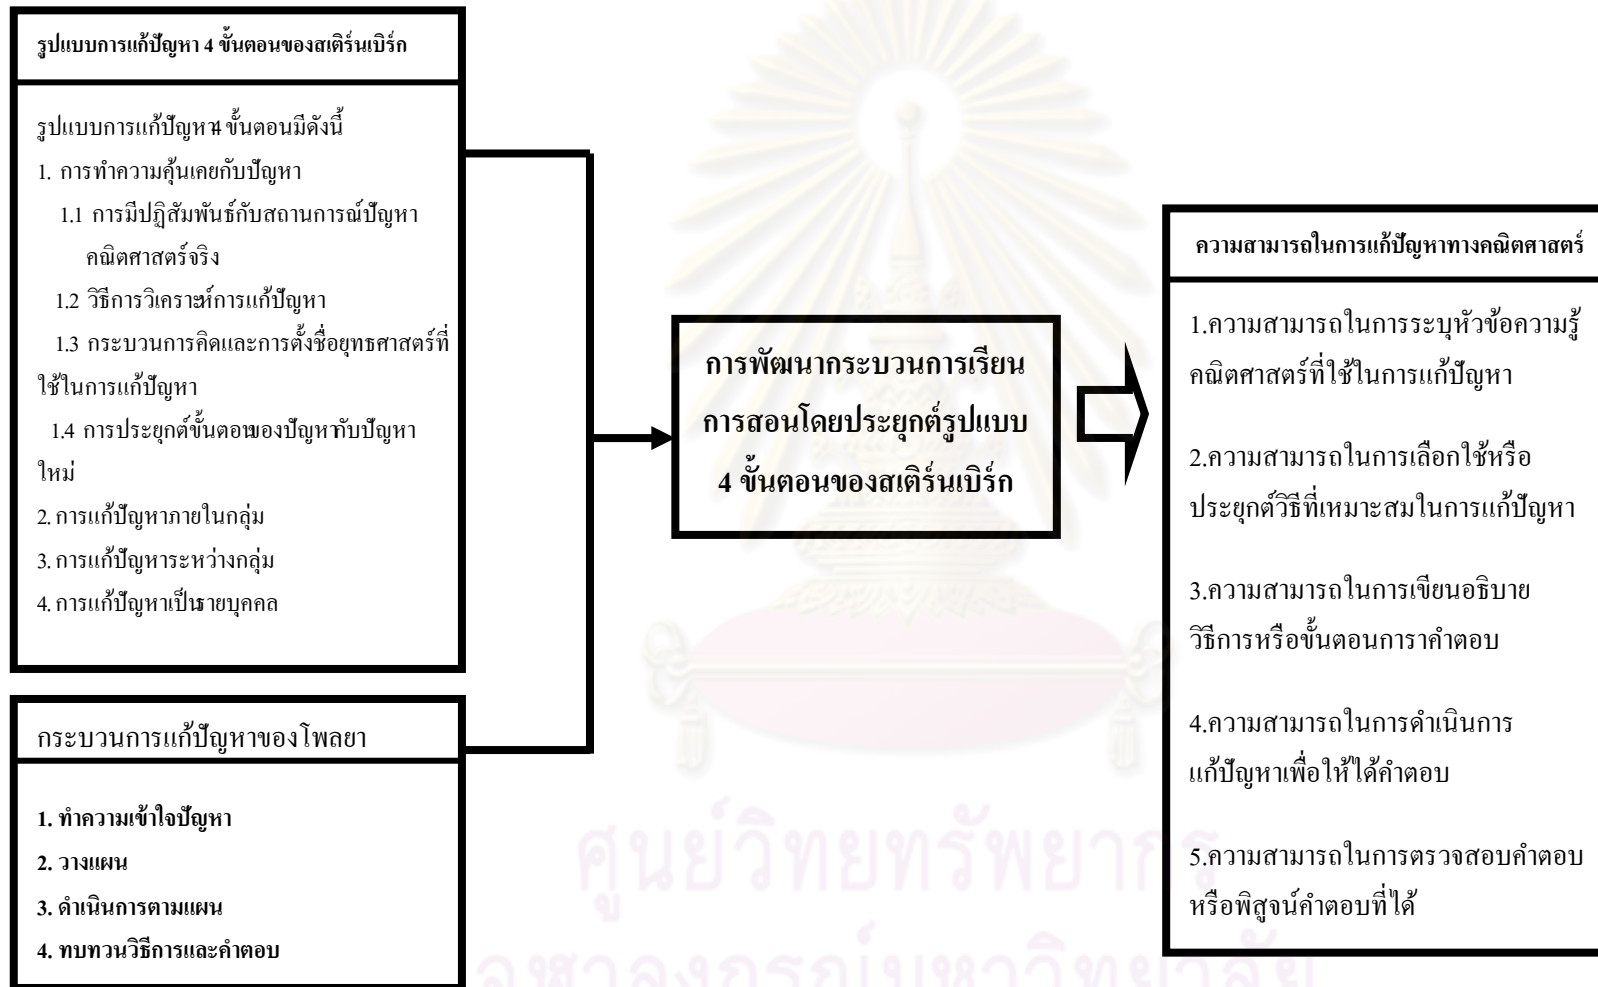 รูปแบบการแก้ปัญหา 4 ขั้นตอนของสเติร์นเบิร์ก
รูปแบบการแก้ปัญหา 4 ขั้นตอนมีดังนี้
1. การทำความคุ้นเคยกับปัญหา
1.1 การมีปฏิสัมพันธ์กับสถานการณ์ปัญหา
คณิตศาสตร์จริง
1.2 วิธีการวิเคราะห์การแก้ปัญหา
1.3 กระบวนการคิดและการตั้งชื่อยุทธศาสตร์ที่
ใช้ในการแก้ปัญหา
1.4 การประยุกต์ขั้นตอนของปัญหากับปัญหา
ใหม่
2. การแก้ปัญหาภายในกลุ่ม
3. การแก้ปัญหาระหว่างกลุ่ม
4. การแก้ปัญหาเป็นรายบุคคล
กระบวนการแก้ปัญหาของโพลยา
1. ทำความเข้าใจปัญหา
2. วางแผน
3. ดำเนินการตามแผน
4. ทบทวนวิธีการและคำตอบ
การพัฒนากระบวนการเรียน
การสอนโดยประยุกต์รูปแบบ
4 ขั้นตอนของสเติร์นเบิร์ก
ความสามารถในการแก้ปัญหาทางคณิตศาสตร์
1.ความสามารถในการระบุหัวข้อความรู้
คณิตศาสตร์ที่ใช้ในการแก้ปัญหา
2.ความสามารถในการเลือกใช้หรือ
ประยุกต์วิธีที่เหมาะสมในการแก้ปัญหา
3.ความสามารถในการเขียนอธิบาย
วิธีการหรือขั้นตอนการาคำตอบ
4.ความสามารถในการดำเนินการ
แก้ปัญหาเพื่อให้ได้คำตอบ
5.ความสามารถในการตรวจสอบคำตอบ
หรือพิสูจน์คำตอบที่ได้
ศูนย์วิทยทรัพยากร
จุฬาลงกรณ์มหาวิทยาลัย